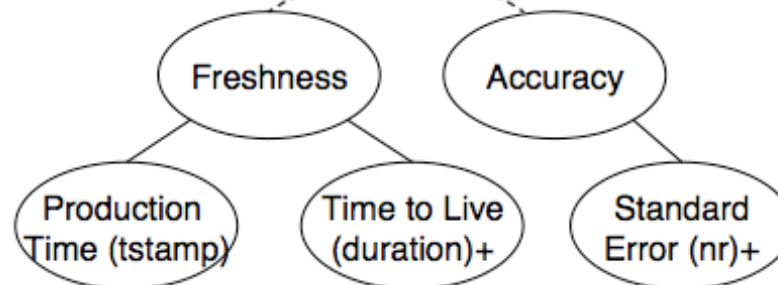 Freshness
Accuracy
Production
Time (tstamp)
Time to Live
(duration)+
Standard
Error (nr)+